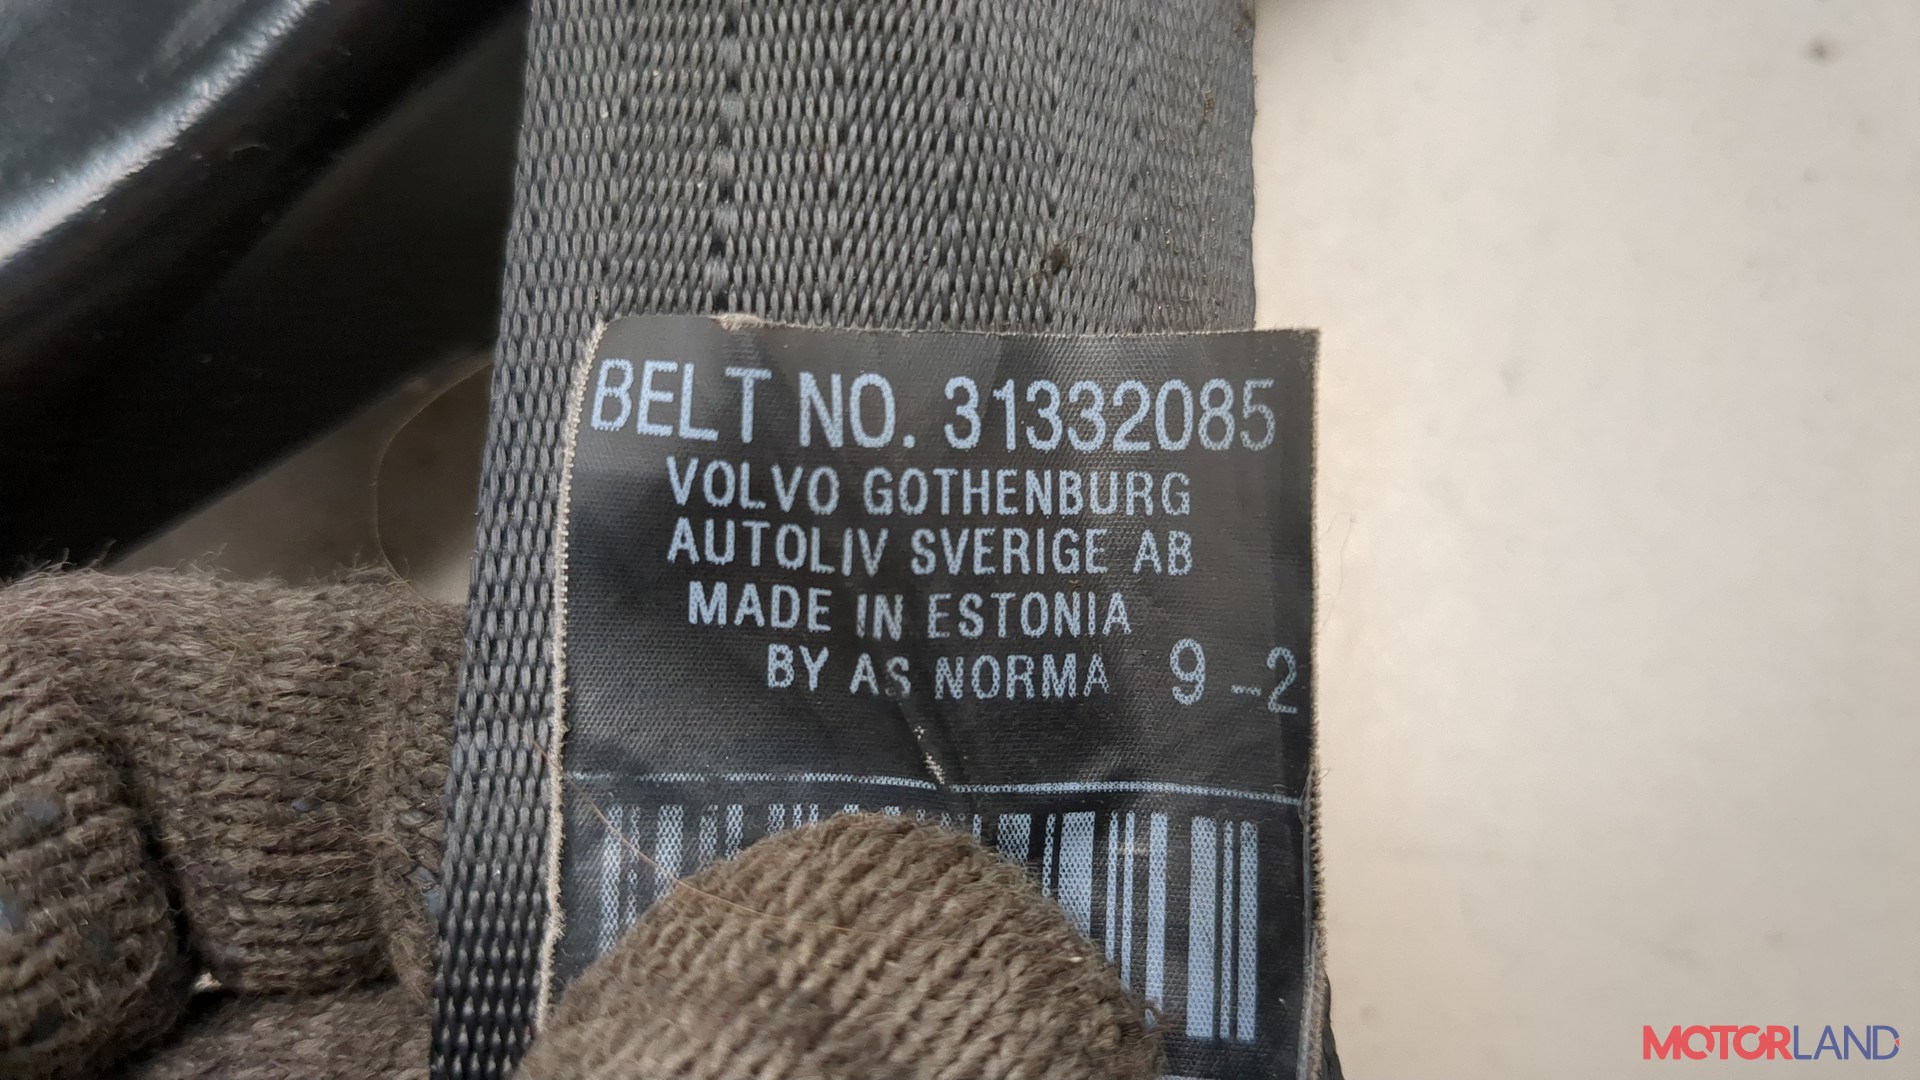 BELT NO. 31332085
VOLVO GOTHENBURG
AUTOLIV SVERIGE AB
MADE IN ESTONIA
BY AS NORMA 9-2
MOTORLAND